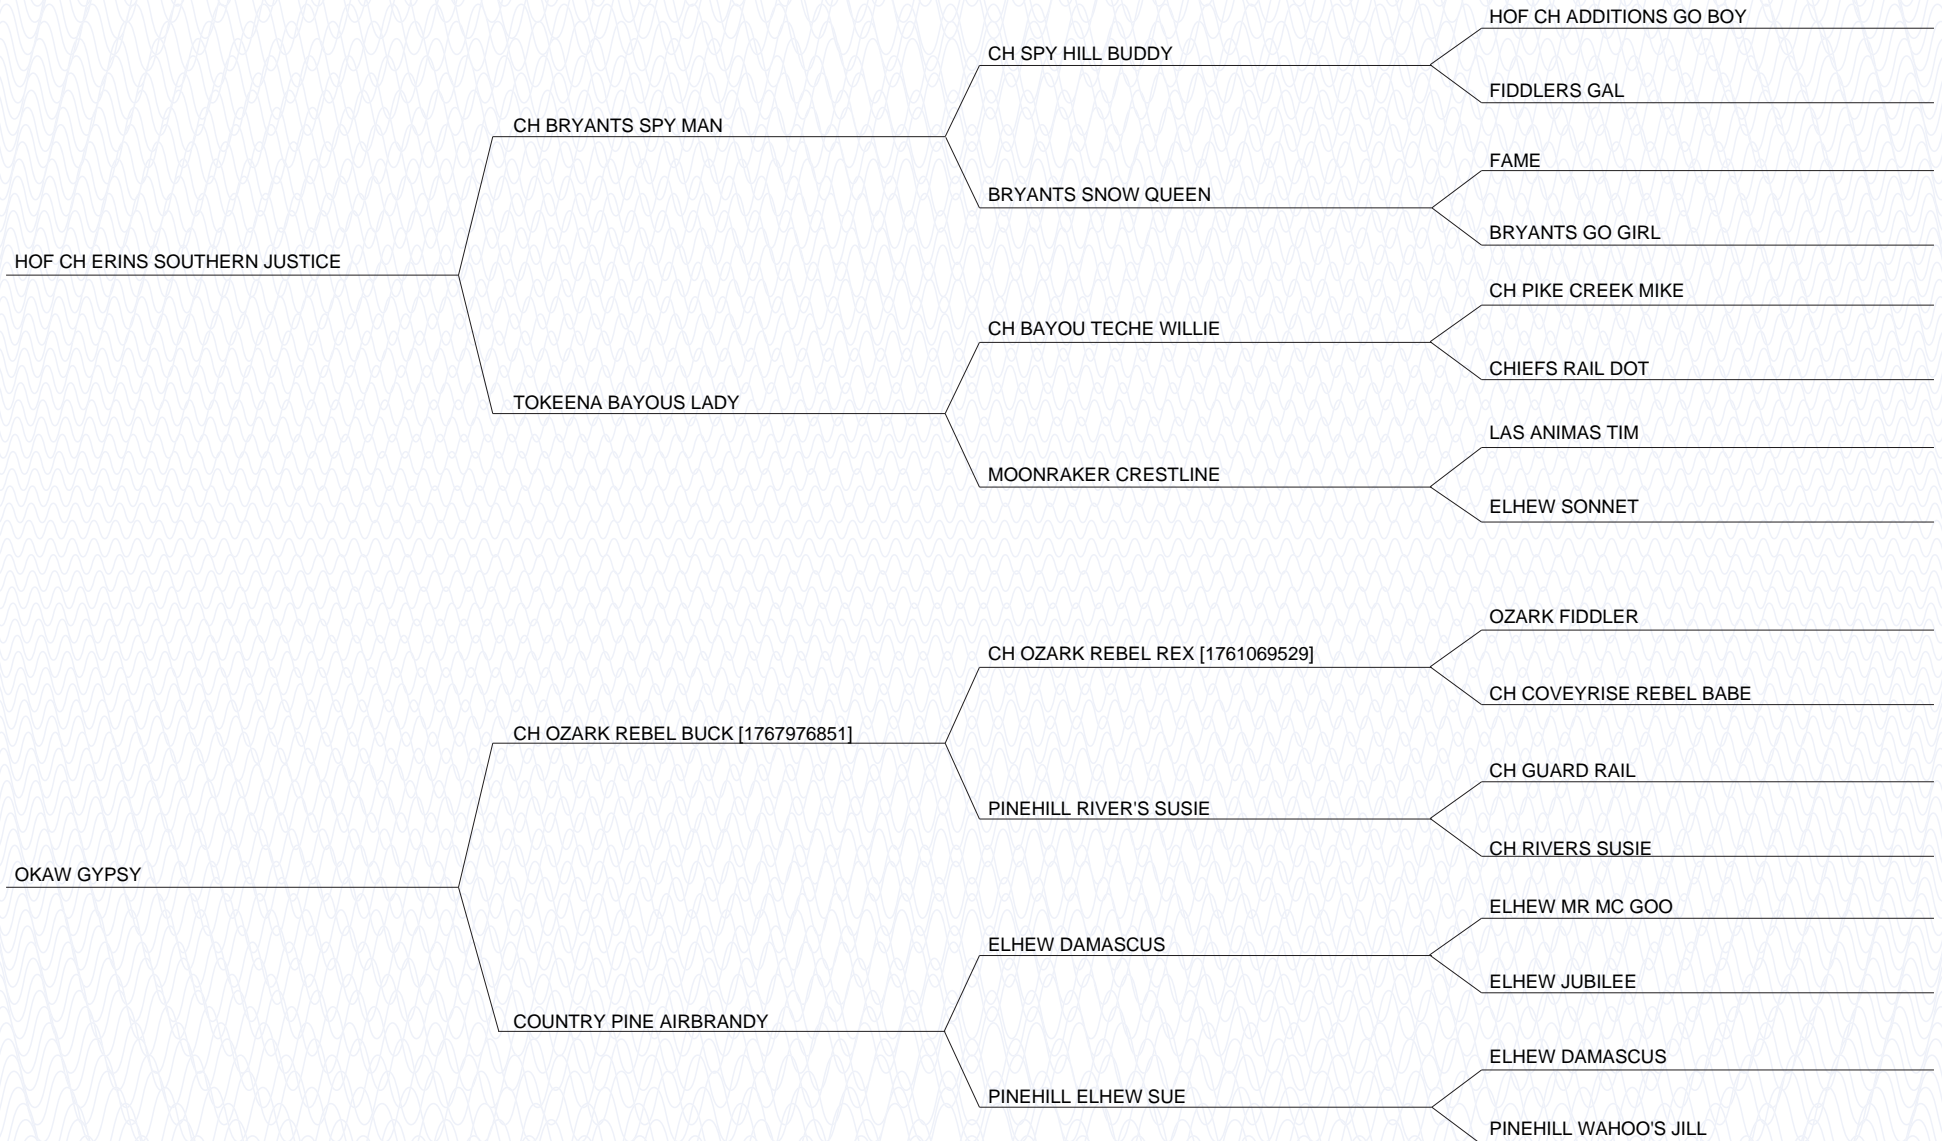 HOF CH ADDITIONS GO BOY
CH SPY HILL BUDDY
FIDDLERS GAL
CH BRYANTS SPY MAN
FAME
BRYANTS SNOW QUEEN
BRYANTS GO GIRL
HOF CH ERINS SOUTHERN JUSTICE
CH PIKE CREEK MIKE
CH BAYOU TECHE WILLIE
CHIEFS RAIL DOT
TOKEENA BAYOUS LADY
LAS ANIMAS TIM
MOONRAKER CRESTLINE
ELHEW SONNET
OZARK FIDDLER
CH OZARK REBEL REX [1761069529]
CH COVEYRISE REBEL BABE
CH OZARK REBEL BUCK [1767976851]
CH GUARD RAIL
PINEHILL RIVER'S SUSIE
CH RIVERS SUSIE
OKAW GYPSY
ELHEW MR MC GOO
ELHEW DAMASCUS
ELHEW JUBILEE
COUNTRY PINE AIRBRANDY
ELHEW DAMASCUS
PINEHILL ELHEW SUE
PINEHILL WAHOO'S JILL